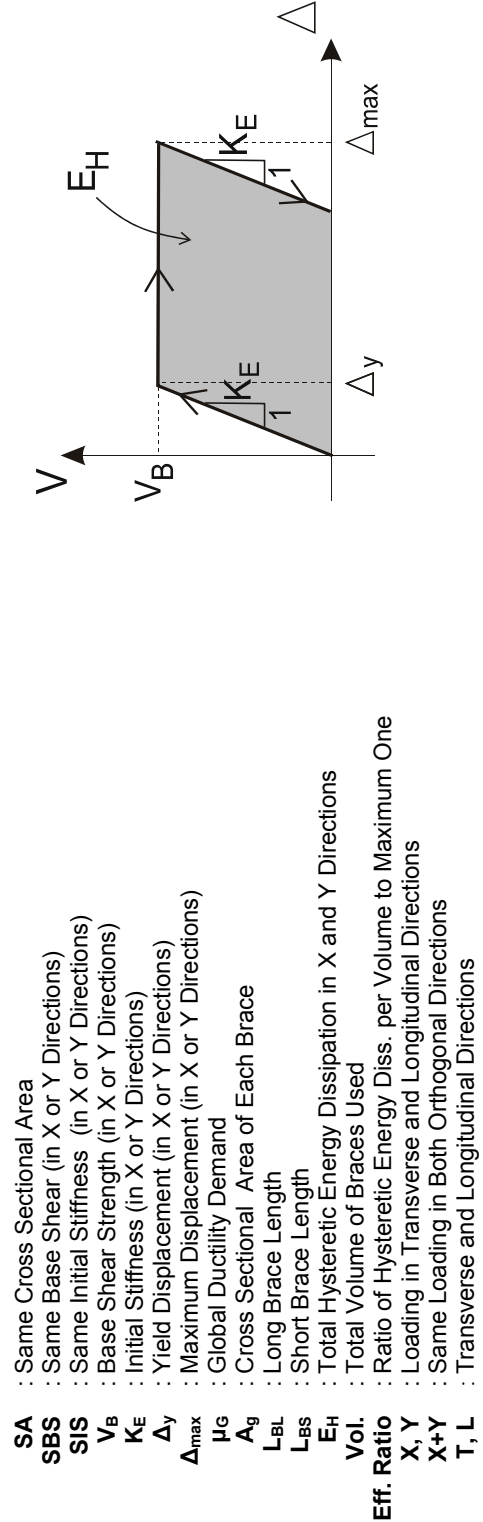 SA : Same Cross Sectional Area
SBS : Same Base Shear (in X or Y Directions)
SIS : Same Initial Stiffness (in X or Y Directions)
VB : Base Shear Strength (in X or Y Directions)
KE : Initial Stiffness (in X or Y Directions)
Δy : Yield Displacement (in X or Y Directions)
Δmax : Maximum Displacement (in X or Y Directions)
μG : Global Ductility Demand
Ag : Cross Sectional Area of Each Brace
LBL : Long Brace Length
LBS : Short Brace Length
EH : Total Hysteretic Energy Dissipation in X and Y Directions
Vol. : Total Volume of Braces Used
Eff. Ratio : Ratio of Hysteretic Energy Diss. per Volume to Maximum One
X, Y : Loading in Transverse and Longitudinal Directions
X+Y : Same Loading in Both Orthogonal Directions
T, L : Transverse and Longitudinal Directions
V
EH
VB
KE
1
KE
1
Δy
Δmax
Δ